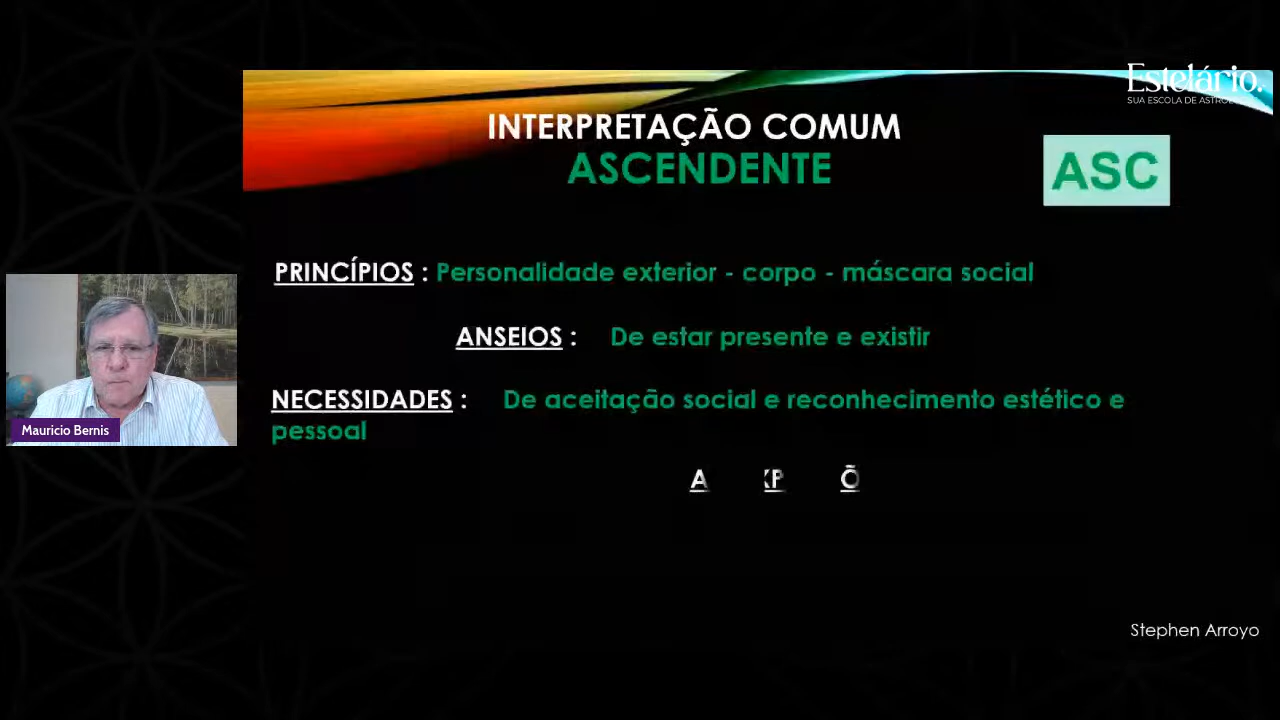 Estelário.
SUA ESCOLA DE
INTERPRETAÇÃO COMUM
ASCENDENTE
ASC
PRINCÍPIOS : Personalidade exterior - corpo - máscara social
ANSEIOS : De estar presente e existir
NECESSIDADES : De aceitação social e reconhecimento estético e
pessoal
Mauricio Bernis
Stephen Arroyo